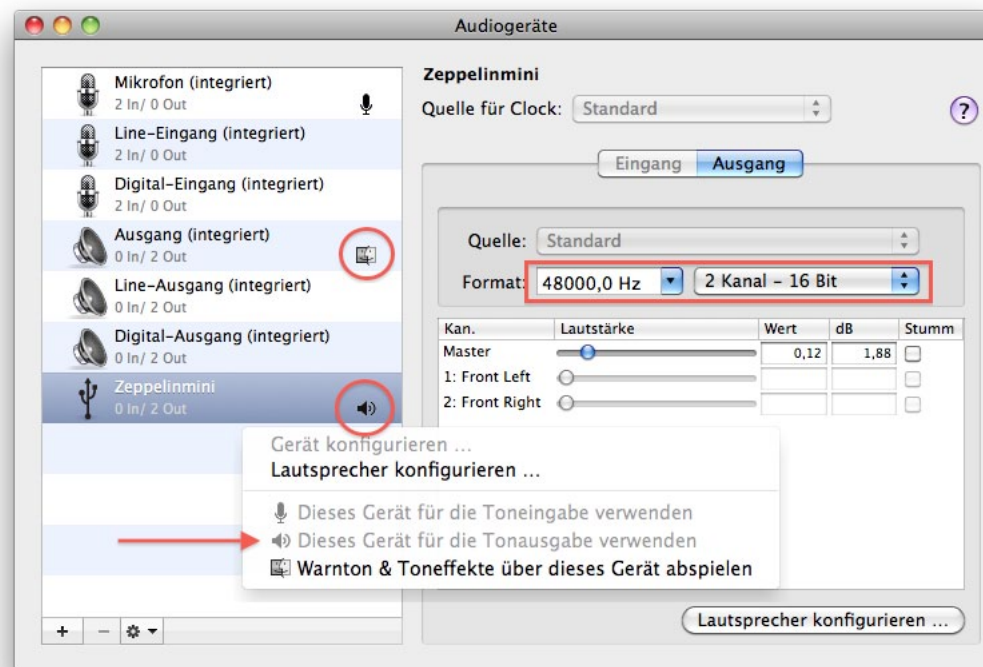 Audiogeräte
Mikrofon (integriert)
2 In/ 0 Out
Line-Eingang (integriert)
2 In/ 0 Out
Digital-Eingang (integriert)
2 In/ 0 Out
Ausgang (integriert)
0 In/ 2 Out
Line-Ausgang (integriert)
0 In/ 2 Out
Digital-Ausgang (integriert)
0 In/ 2 Out
Zeppelinmini
0 In/ 2 Out
Zeppelinmini
Quelle für Clock: Standard ?
Eingang Ausgang
Quelle: Standard
Format: 48000,0 Hz 2 Kanal – 16 Bit
Kan. Lautstärke Wert dB Stumm
Master 0,12 1,88
1: Front Left
2: Front Right
Gerät konfigurieren ...
Lautsprecher konfigurieren ...
Dieses Gerät für die Toneingabe verwenden
Dieses Gerät für die Tonausgabe verwenden
Warnton & Toneffekte über dieses Gerät abspielen
Lautsprecher konfigurieren ...